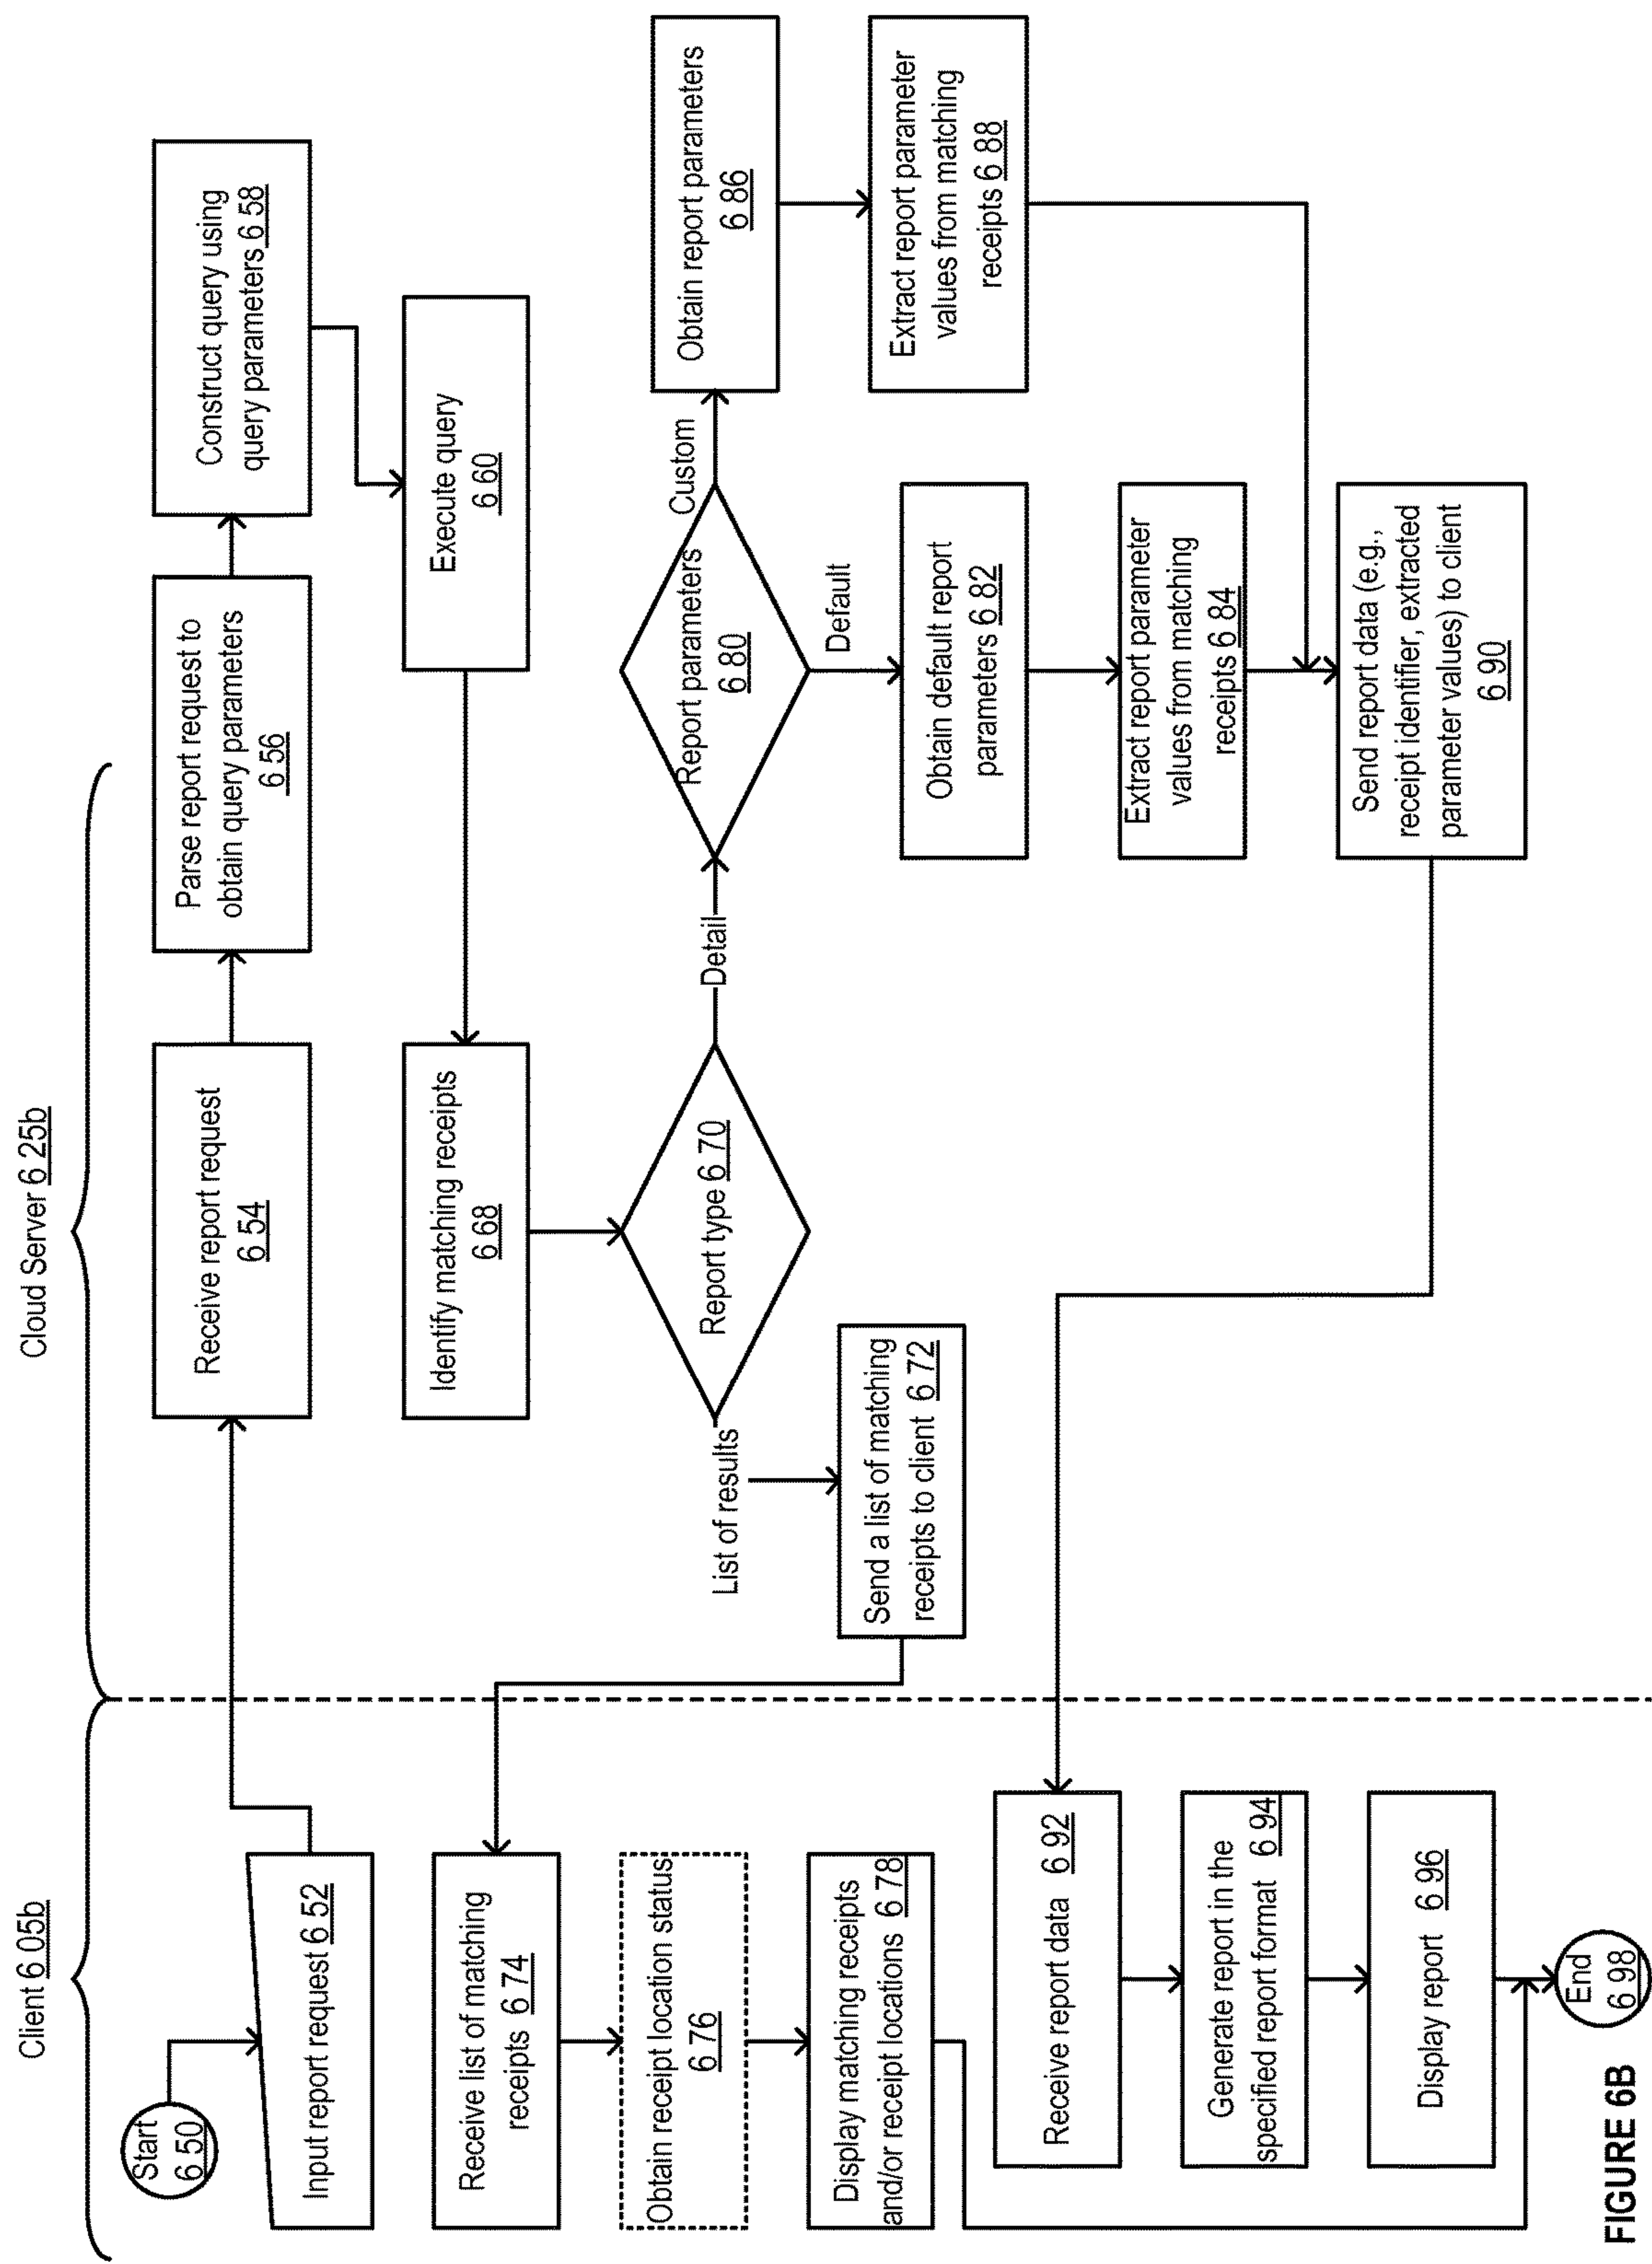 Client 6 05b
Cloud Server 6 25b
Start
6 50
Input report request 6 52
Receive report request
6 54
Parse report request to
obtain query parameters
6 56
Construct query using
query parameters 6 58
Execute query
6 60
Identify matching receipts
6 68
Report type 6 70
List of results
Detail
Send a list of matching
receipts to client 6 72
Receive list of matching
receipts 6 74
Obtain receipt location status
6 76
Display matching receipts
and/or receipt locations 6 78
Report parameters
6 80
Custom
Default
Obtain default report
parameters 6 82
Extract report parameter
values from matching
receipts 6 84
Obtain report parameters
6 86
Extract report parameter
values from matching
receipts 6 88
Send report data (e.g.,
receipt identifier, extracted
parameter values) to client
6 90
Receive report data 6 92
Generate report in the
specified report format 6 94
Display report 6 96
End
6 98
FIGURE 6B